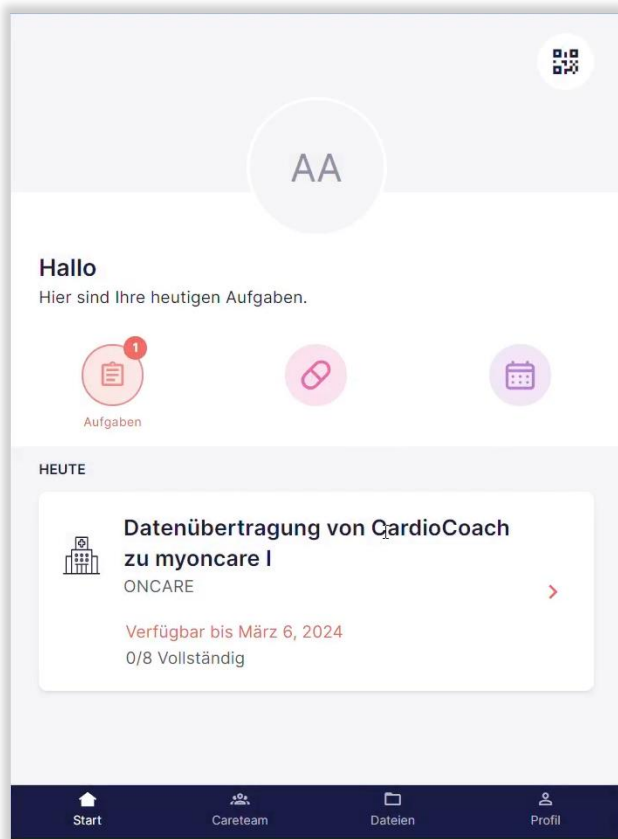 AA
Hallo
Hier sind Ihre heutigen Aufgaben.
1
Aufgaben
HEUTE
Datenübertragung von CardioCoach
zu myoncare I
ONCARE
Verfügbar bis März 6, 2024
0/8 Vollständig
Start
Careteam
Dateien
Profil